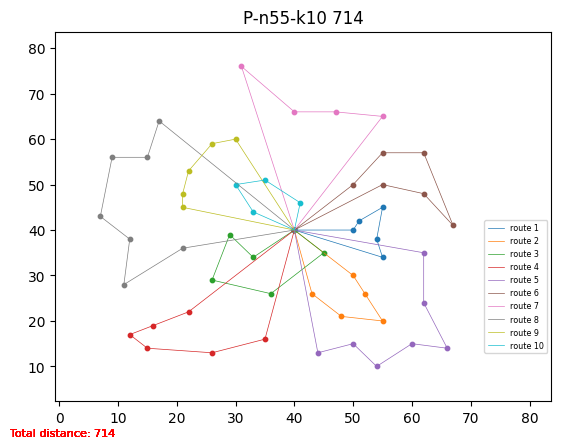 P-n55-k10 714
80
70
60
50
40
30
20
10
0 10 20 30 40 50 60 70 80
route 1
route 2
route 3
route 4
route 5
route 6
route 7
route 8
route 9
route 10
Total distance: 714